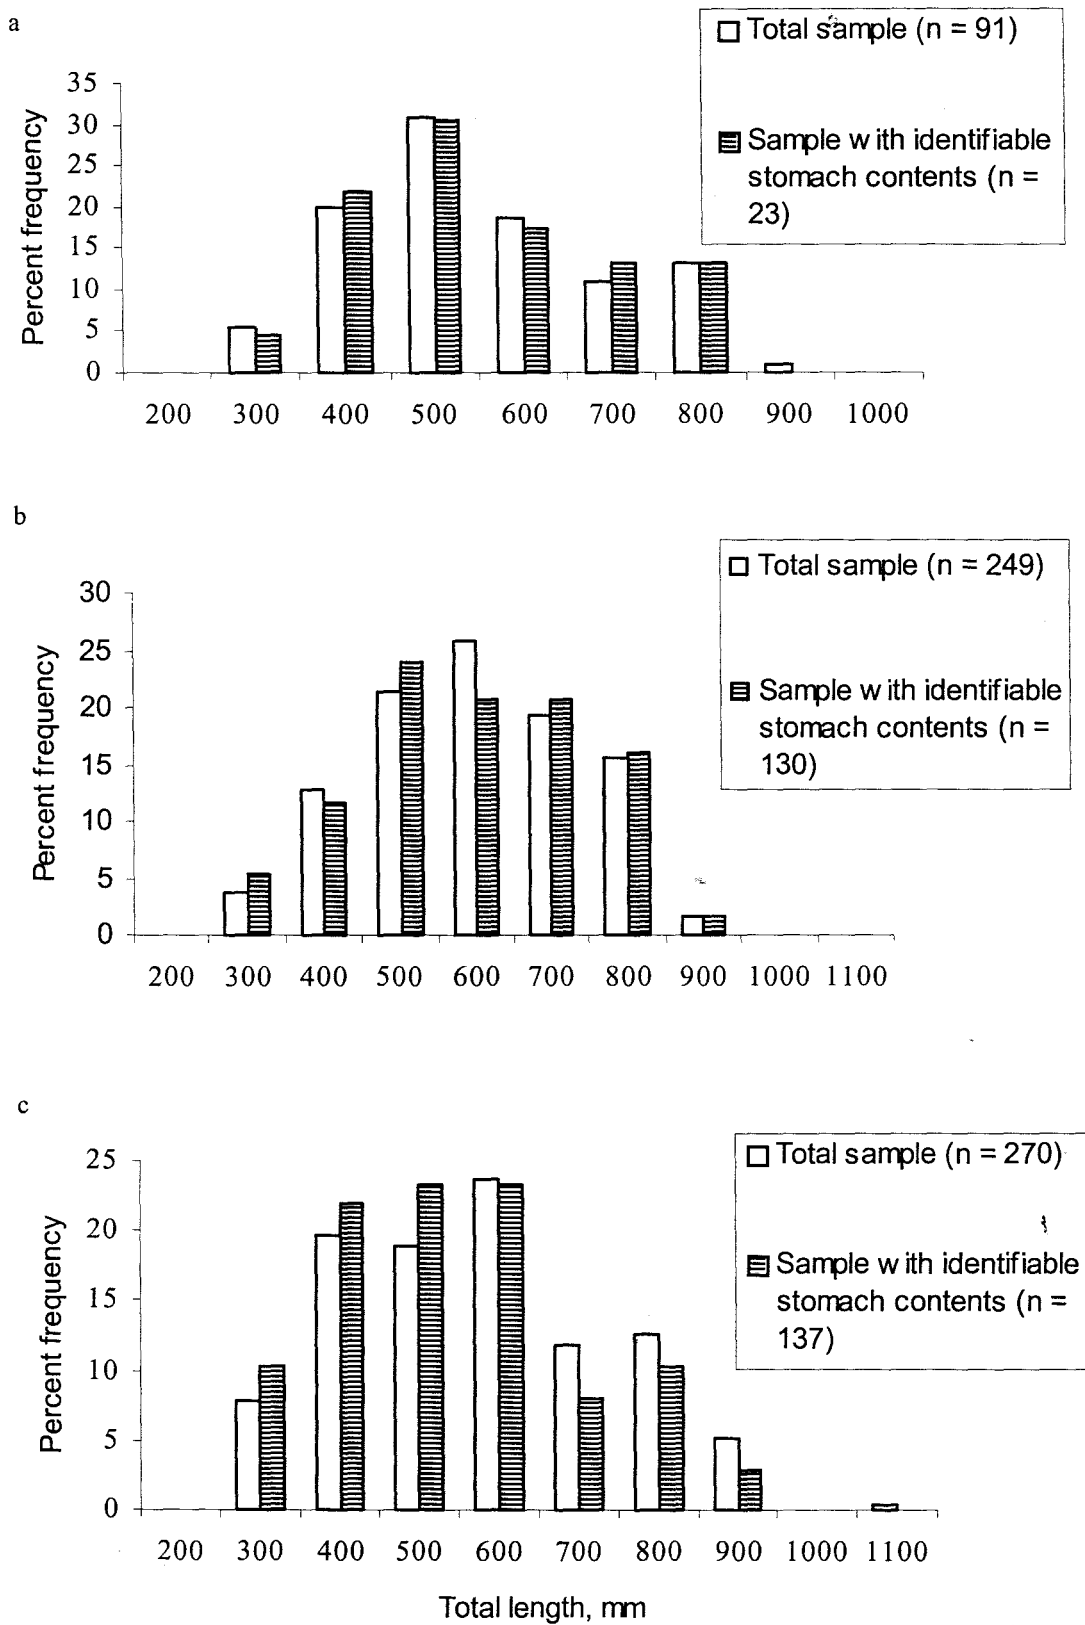 a
Total sample (n = 91)
Sample with identifiable
stomach contents (n =
23)
Percent frequency
35
30
25
20
15
10
5
0
200 300 400 500 600 700 800 900 1000
b
Total sample (n = 249)
Sample with identifiable
stomach contents (n =
130)
Percent frequency
30
25
20
15
10
5
0
200 300 400 500 600 700 800 900 1000 1100
c
Total sample (n = 270)
Sample with identifiable
stomach contents (n =
137)
Percent frequency
25
20
15
10
5
0
200 300 400 500 600 700 800 900 1000 1100
Total length, mm